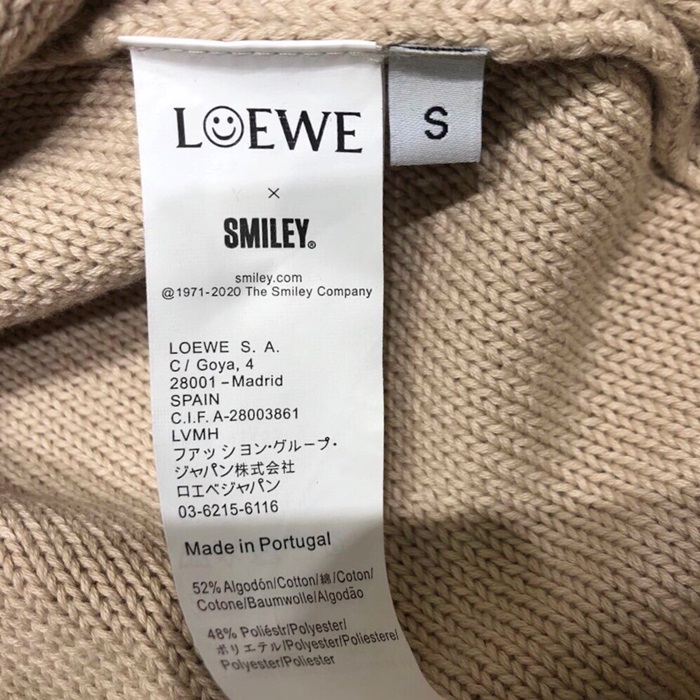 LOEWE
S
×
SMILEY®
smiley.com
@1971-2020 The Smiley Company
LOEWE S. A.
C/ Goya, 4
28001-Madrid
SPAIN
C.I.F. A-28003861
LVMH
ファッション・グループ・
ジャパン株式会社
ロエベジャパン
03-6215-6116
Made in Portugal
52% Algodón/Cotton/綿/Coton/
Cotone/Baumwolle/Algodão
48% Poliéstr/Polyester/
ポリエテル/Polyester/Poliesterel
Polyester/Poliester